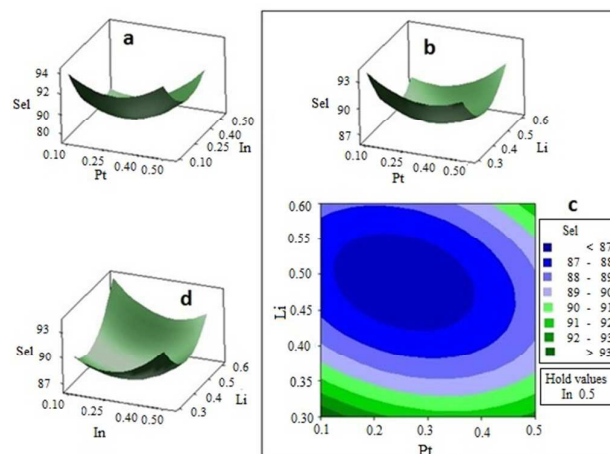 a
94
92
Sel
90
80
0.10
0.25
0.40
0.50
Pt
0.10
0.25
0.40
0.50
In
b
93
Sel
90
87
0.10
0.25
0.40
0.50
Pt
0.3
0.4
0.5
0.6
Li
d
93
Sel
90
87
0.10
0.25
0.40
0.50
In
0.3
0.4
0.5
0.6
Li
c
0.60
0.55
0.50
Li
0.45
0.40
0.35
0.30
0.1
0.2
0.3
0.4
0.5
Pt
Sel
< 87
87 - 88
88 - 89
89 - 90
90 - 91
91 - 92
92 - 93
> 93
Hold values
In 0.5